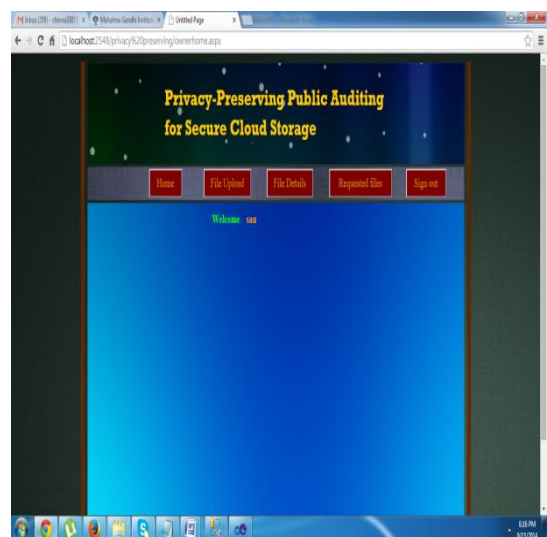 Untitled Page
localhost:2548/privacy%20preserving/ownerhome.aspx
Privacy-Preserving Public Auditing
for Secure Cloud Storage
Home File Upload File Details Requested files Sign out
Welcome san
6:16 PM